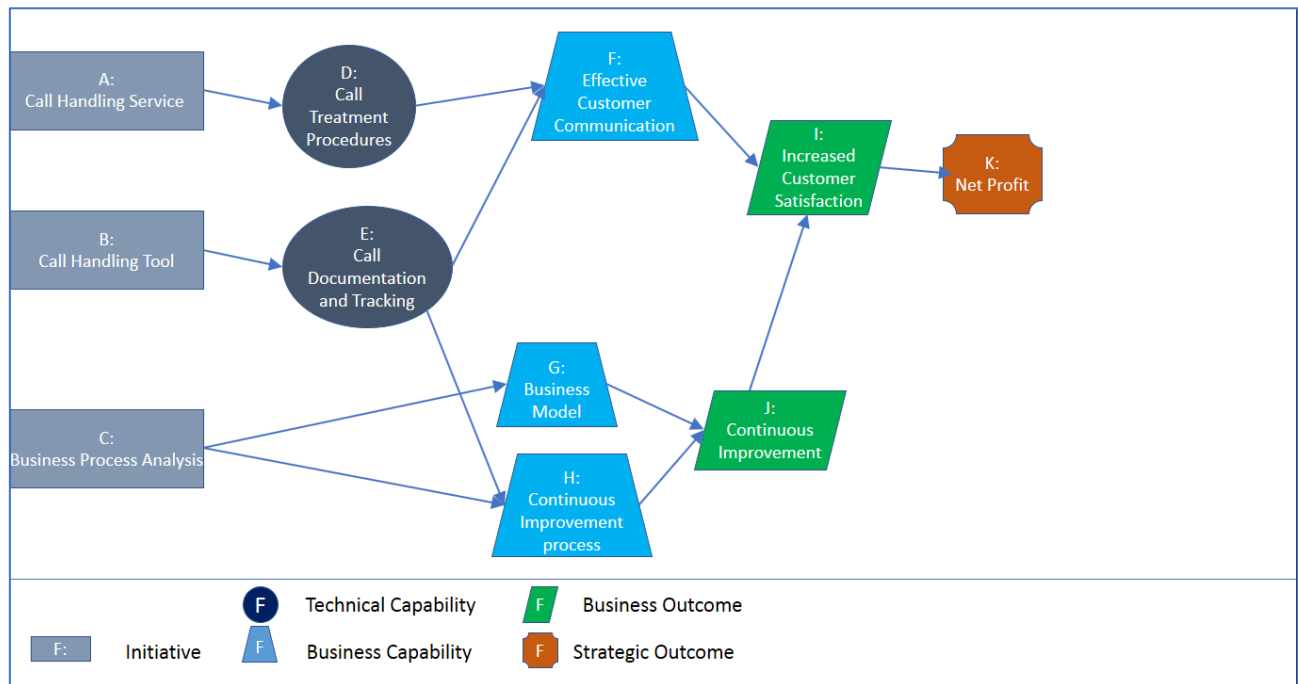 A:
Call Handling Service
D:
Call
Treatment
Procedures
F:
Effective
Customer
Communication
I:
Increased
Customer
Satisfaction
K:
Net Profit
B:
Call Handling Tool
E:
Call
Documentation
and Tracking
G:
Business
Model
J:
Continuous
Improvement
C:
Business Process Analysis
H:
Continuous
Improvement
process
F Technical Capability
F Business Outcome
F: Initiative
F Business Capability
F Strategic Outcome